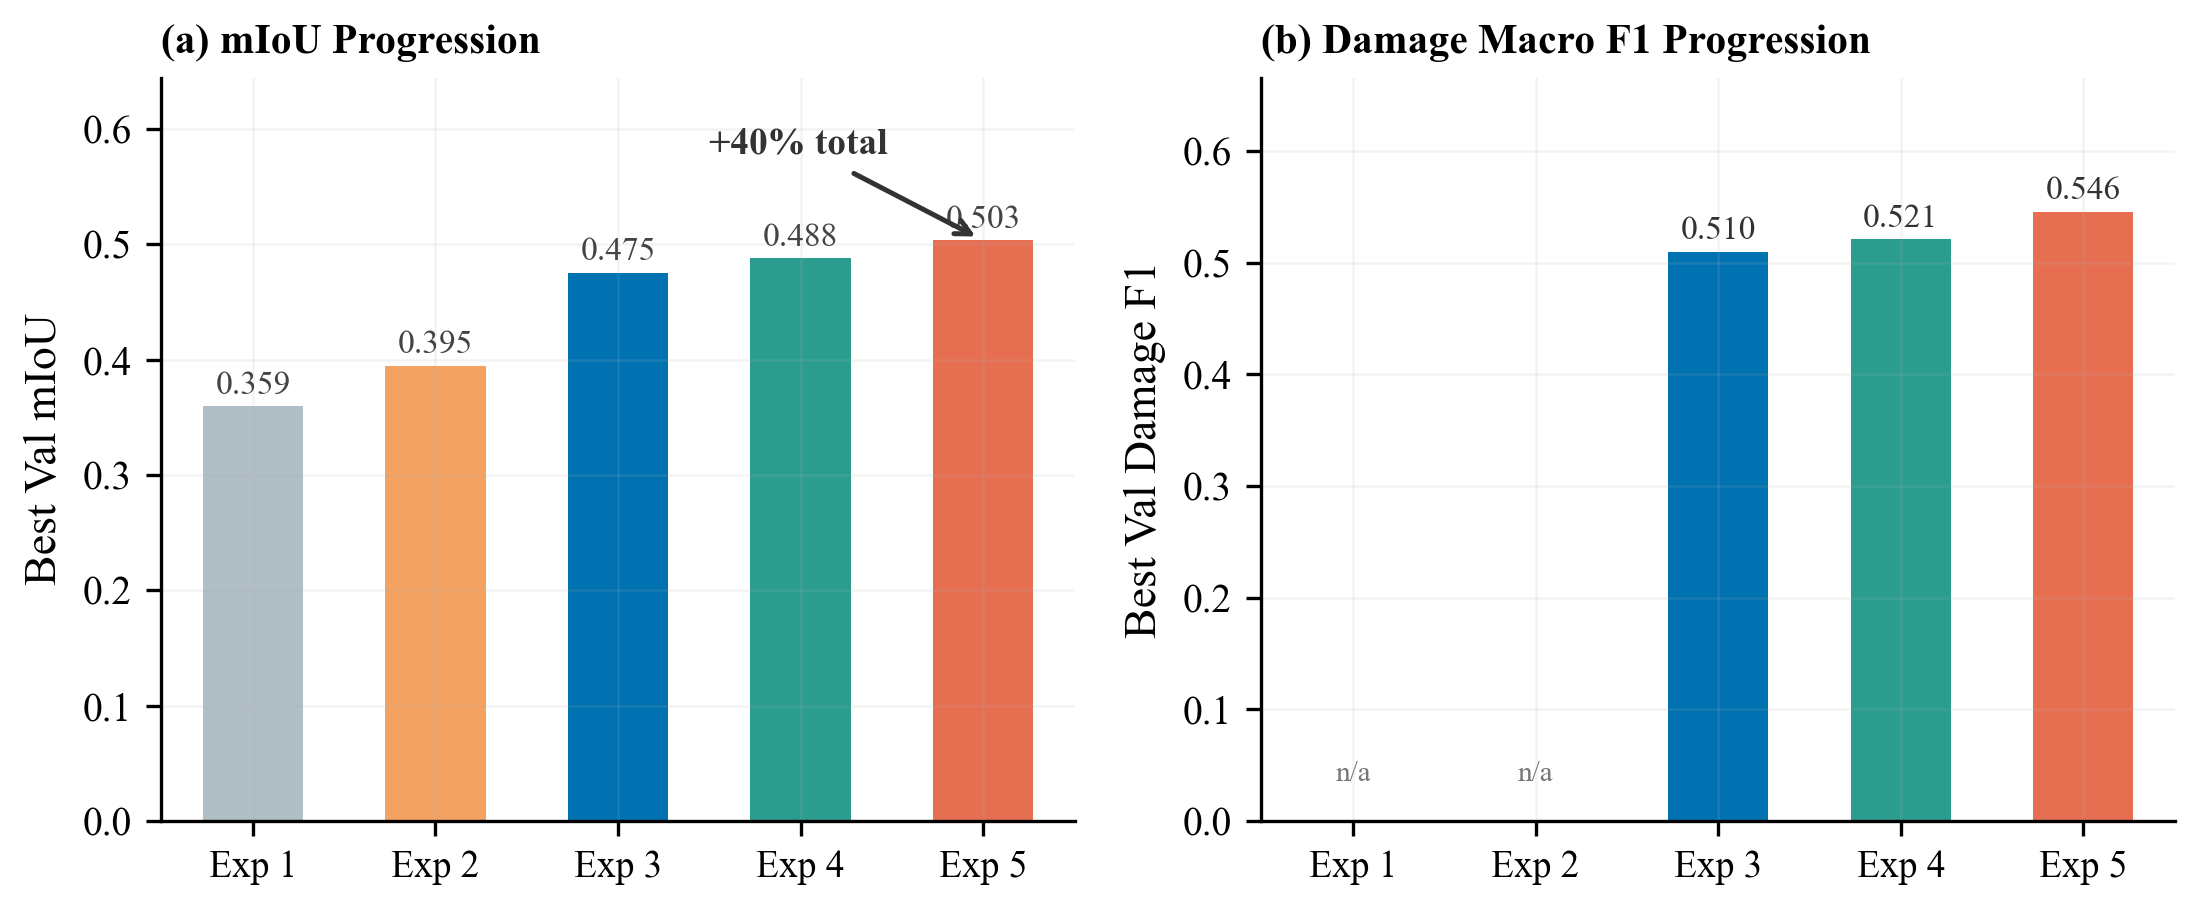 (a) mIoU Progression
Best Val mIoU
0.6
0.5
0.4
0.3
0.2
0.1
0.0
+40% total
0.359
0.395
0.475
0.488
0.503
Exp 1
Exp 2
Exp 3
Exp 4
Exp 5
(b) Damage Macro F1 Progression
Best Val Damage F1
0.6
0.5
0.4
0.3
0.2
0.1
0.0
n/a
n/a
0.510
0.521
0.546
Exp 1
Exp 2
Exp 3
Exp 4
Exp 5